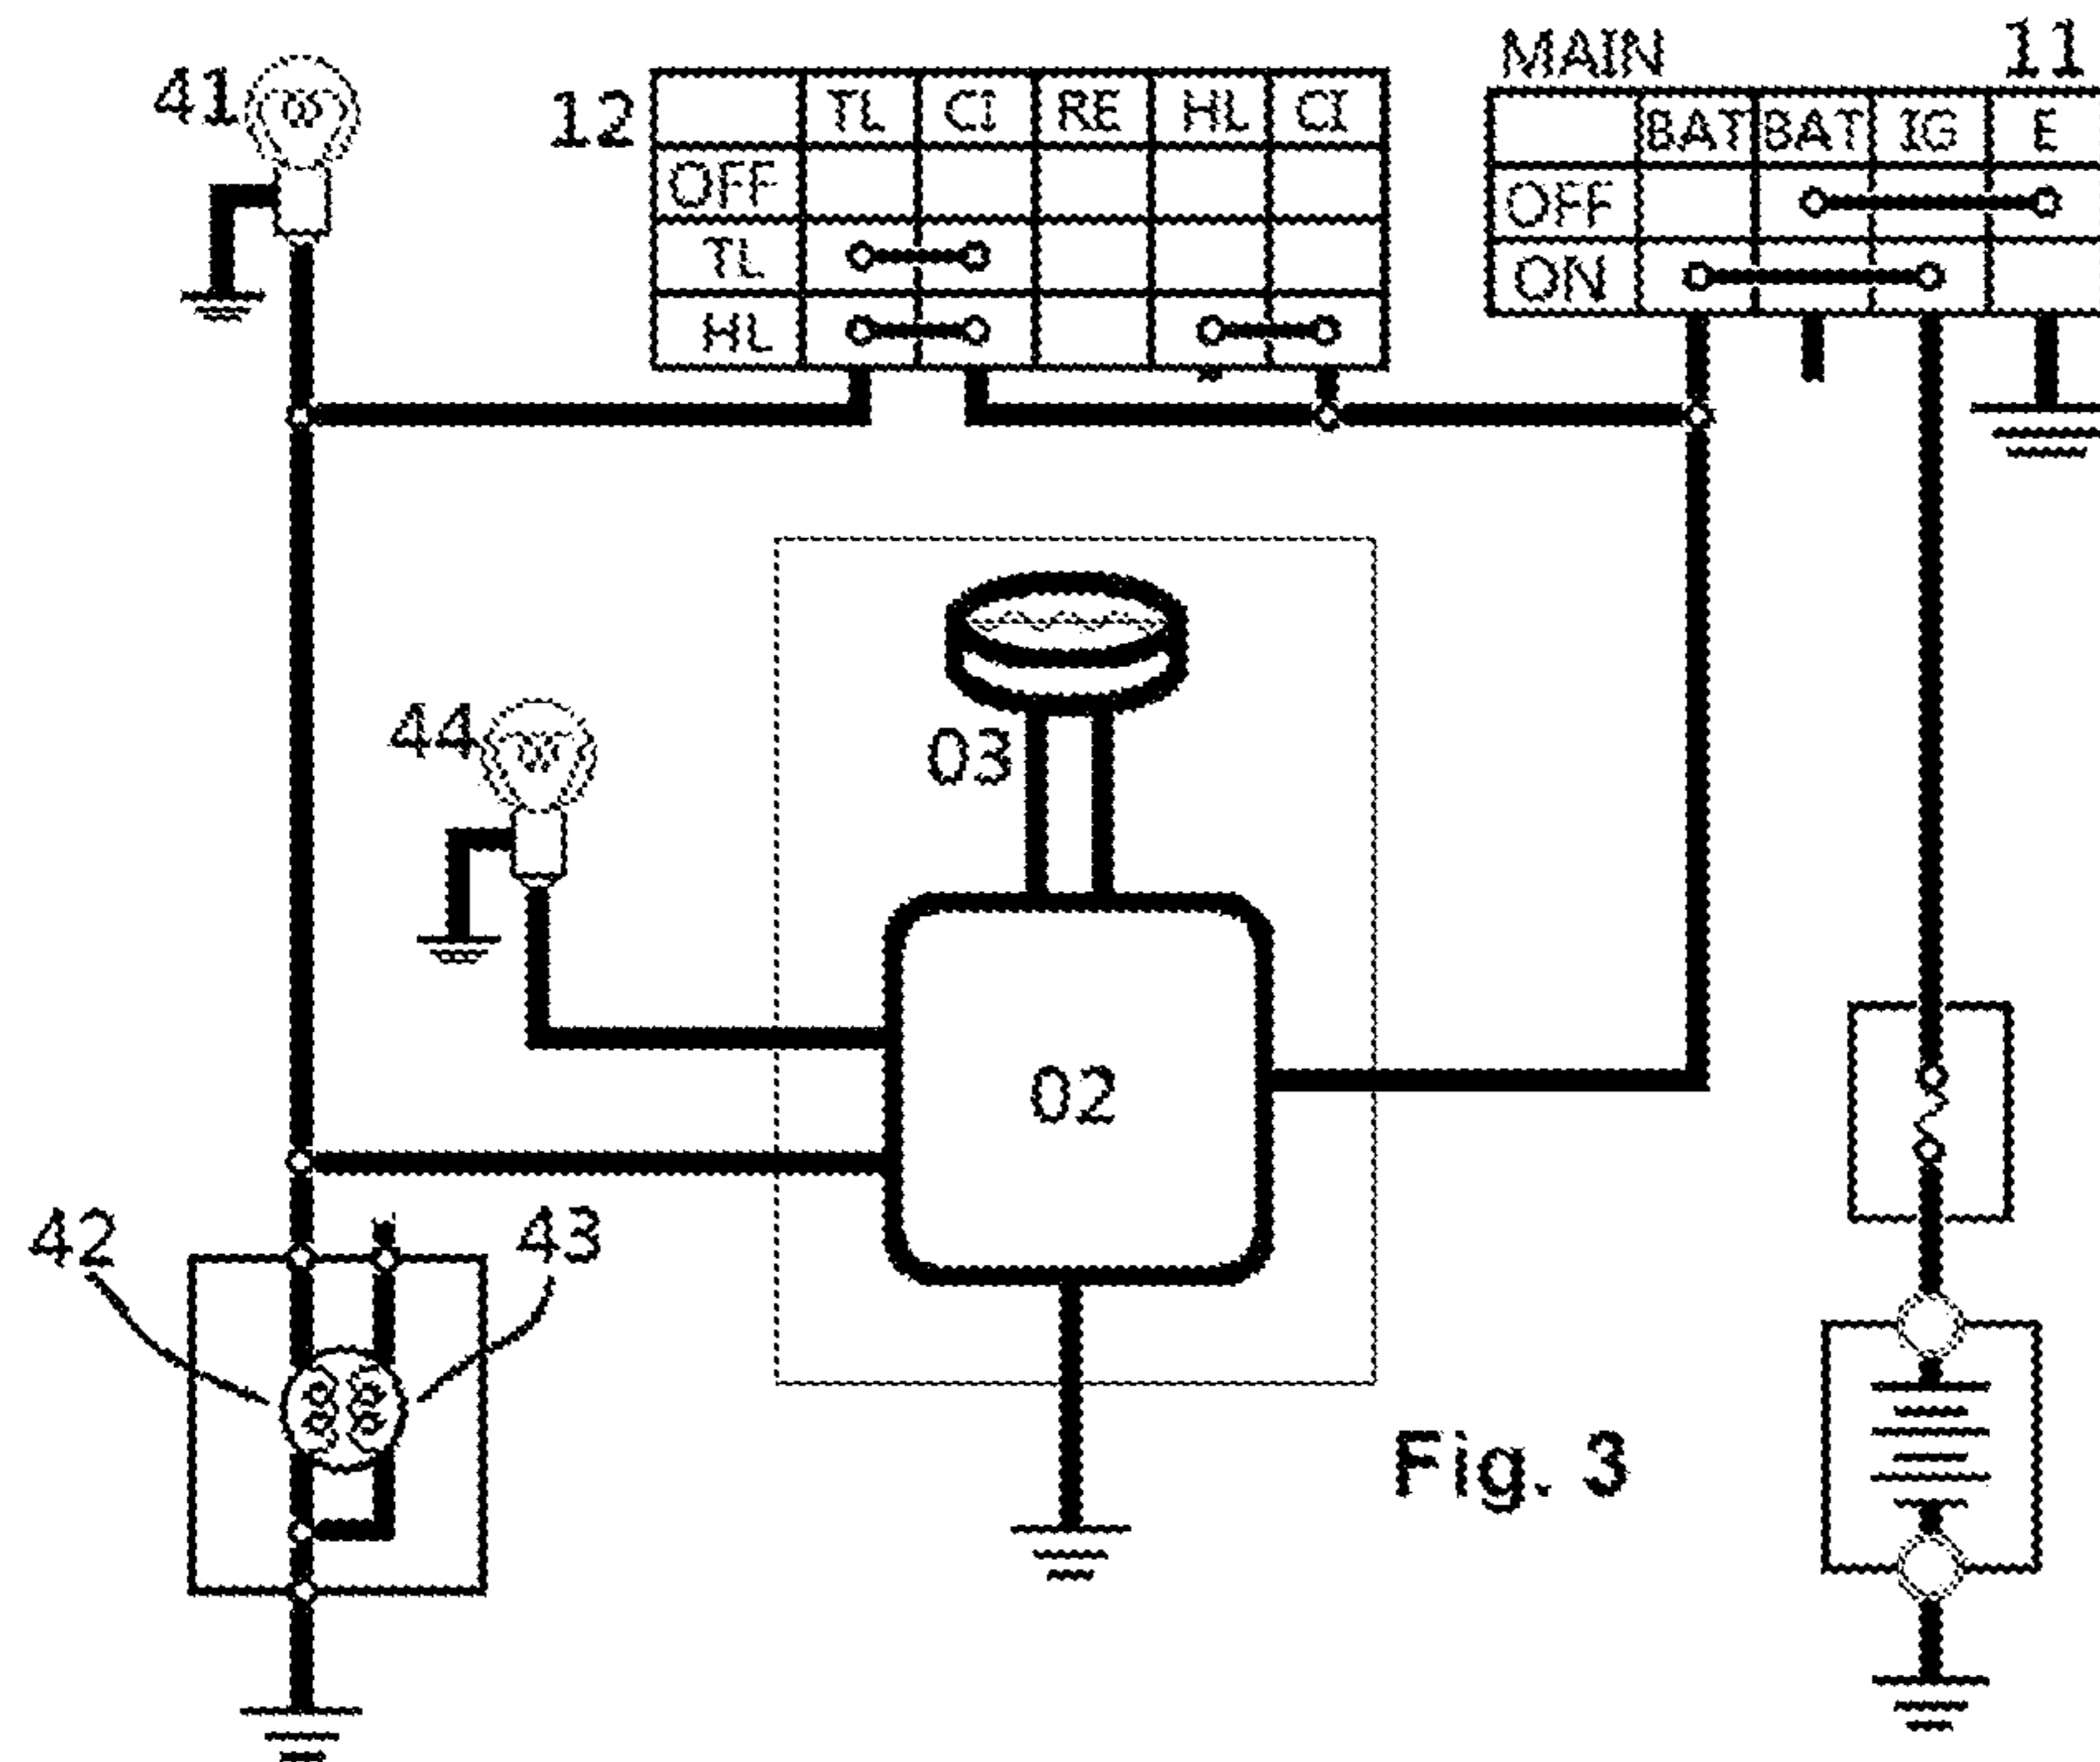 MAIN 11
41
12
TL CI RE HL CI
OFF
TL
HL
BAT BAT IG E
OFF
ON
44
03
02
42
43
Fig. 3